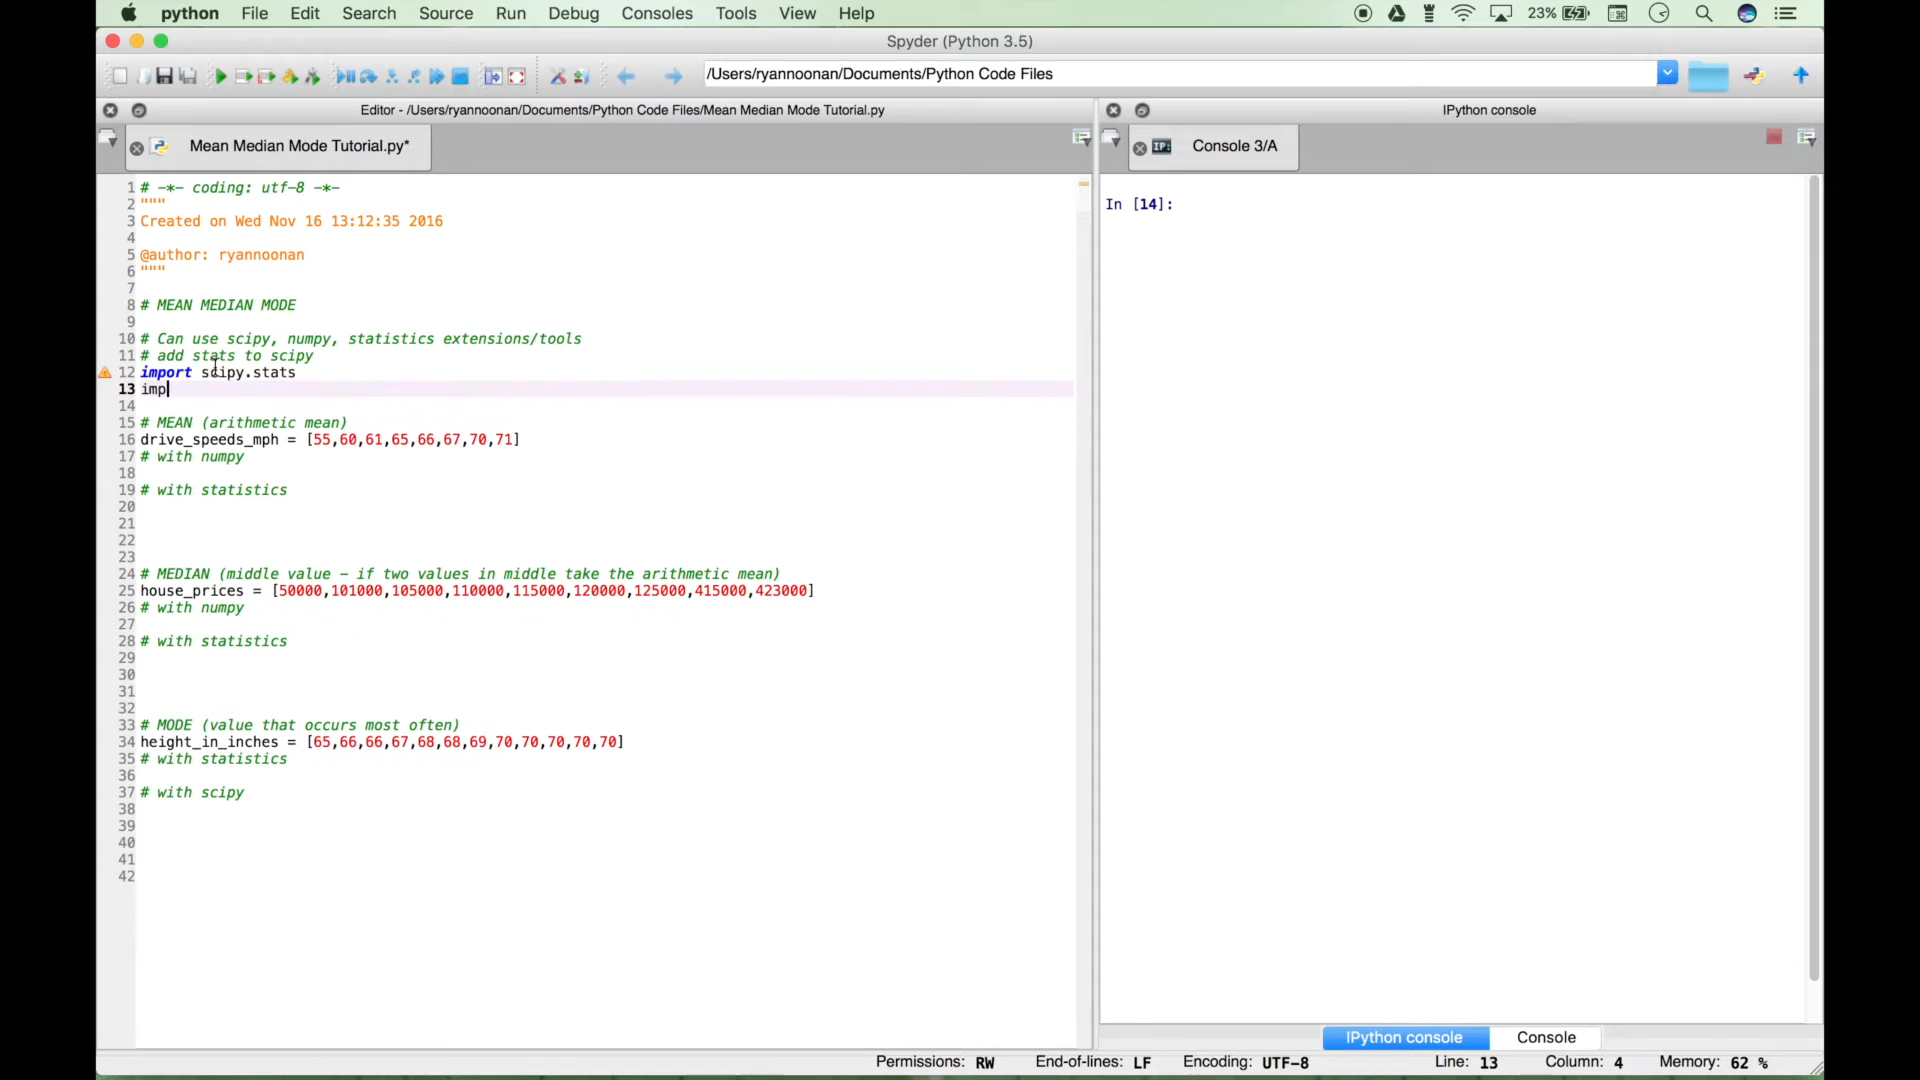 python File Edit Search Source Run Debug Consoles Tools View Help 23%
Spyder (Python 3.5)
/Users/ryannoonan/Documents/Python Code Files
Editor - /Users/ryannoonan/Documents/Python Code Files/Mean Median Mode Tutorial.py
IPython console
Mean Median Mode Tutorial.py*
IP: Console 3/A
1 # -*- coding: utf-8 -*-
2 """
3 Created on Wed Nov 16 13:12:35 2016
4
5 @author: ryannoonan
6 """
7
8 # MEAN MEDIAN MODE
9
10 # Can use scipy, numpy, statistics extensions/tools
11 # add stats to scipy
12 import scipy.stats
13 imp
14
15 # MEAN (arithmetic mean)
16 drive_speeds_mph = [55,60,61,65,66,67,70,71]
17 # with numpy
18
19 # with statistics
20
21
22
23
24 # MEDIAN (middle value - if two values in middle take the arithmetic mean)
25 house_prices = [50000,101000,105000,110000,115000,120000,125000,415000,423000]
26 # with numpy
27
28 # with statistics
29
30
31
32
33 # MODE (value that occurs most often)
34 height_in_inches = [65,66,66,67,68,68,69,70,70,70,70,70]
35 # with statistics
36
37 # with scipy
38
39
40
41
42
In [14]:
IPython console Console
Permissions: RW End-of-lines: LF Encoding: UTF-8 Line: 13 Column: 4 Memory: 62 %